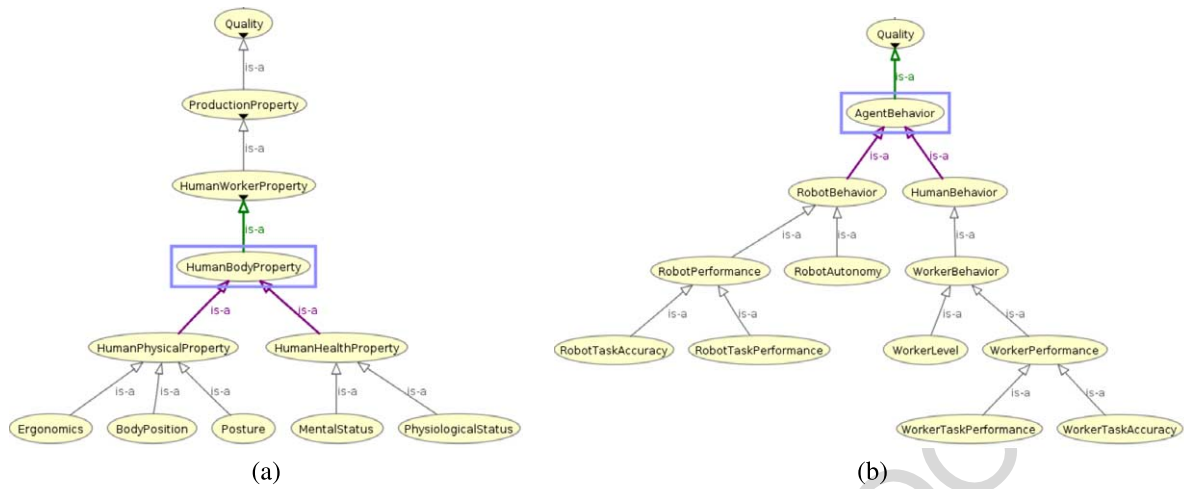 Quality
is-a
ProductionProperty
is-a
HumanWorkerProperty
is-a
HumanBodyProperty
is-a is-a
HumanPhysicalProperty HumanHealthProperty
is-a is-a is-a is-a is-a
Ergonomics BodyPosition Posture MentalStatus PhysiologicalStatus
(a)
Quality
is-a
AgentBehavior
is-a is-a
RobotBehavior HumanBehavior
is-a is-a is-a
RobotPerformance RobotAutonomy WorkerBehavior
is-a is-a is-a is-a
RobotTaskAccuracy RobotTaskPerformance WorkerLevel WorkerPerformance
is-a is-a
WorkerTaskPerformance WorkerTaskAccuracy
(b)